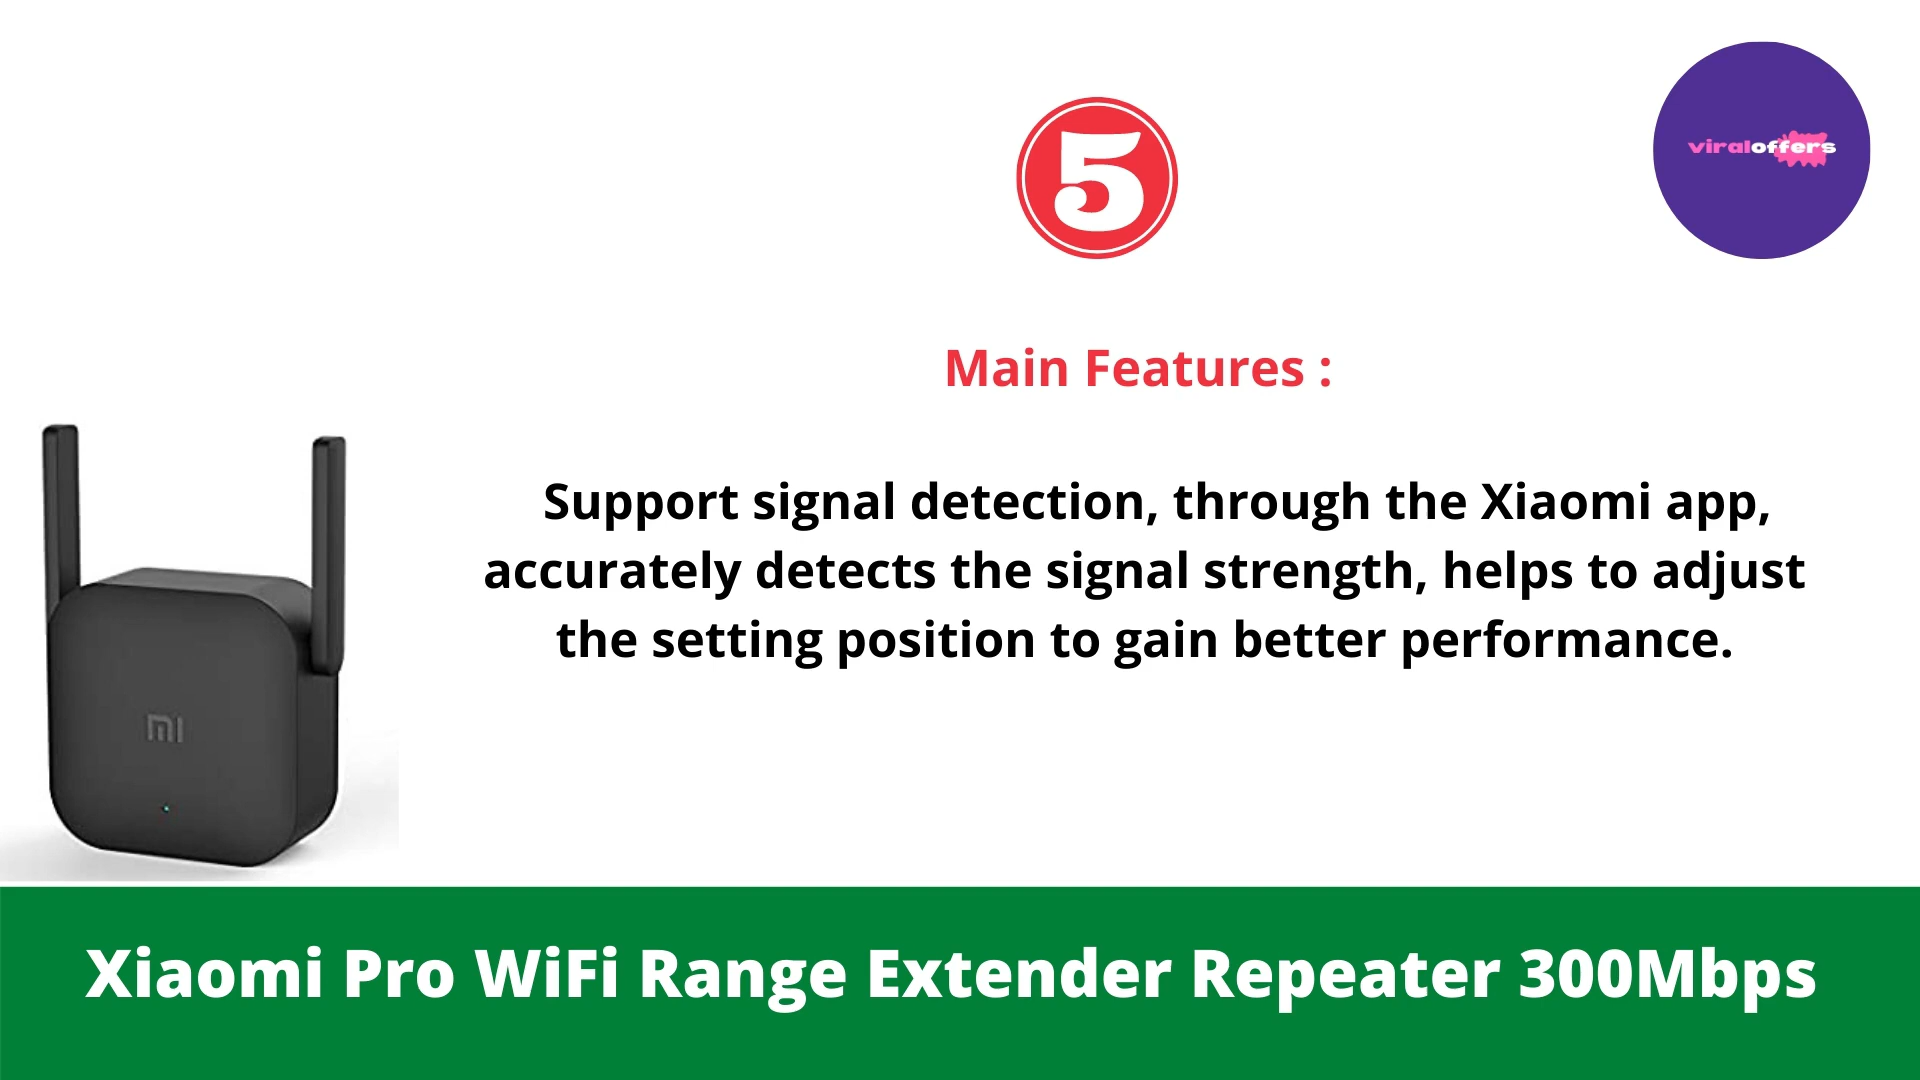 5
viraloffers
Main Features :
Support signal detection, through the Xiaomi app,
accurately detects the signal strength, helps to adjust
the setting position to gain better performance.
MI
Xiaomi Pro WiFi Range Extender Repeater 300Mbps